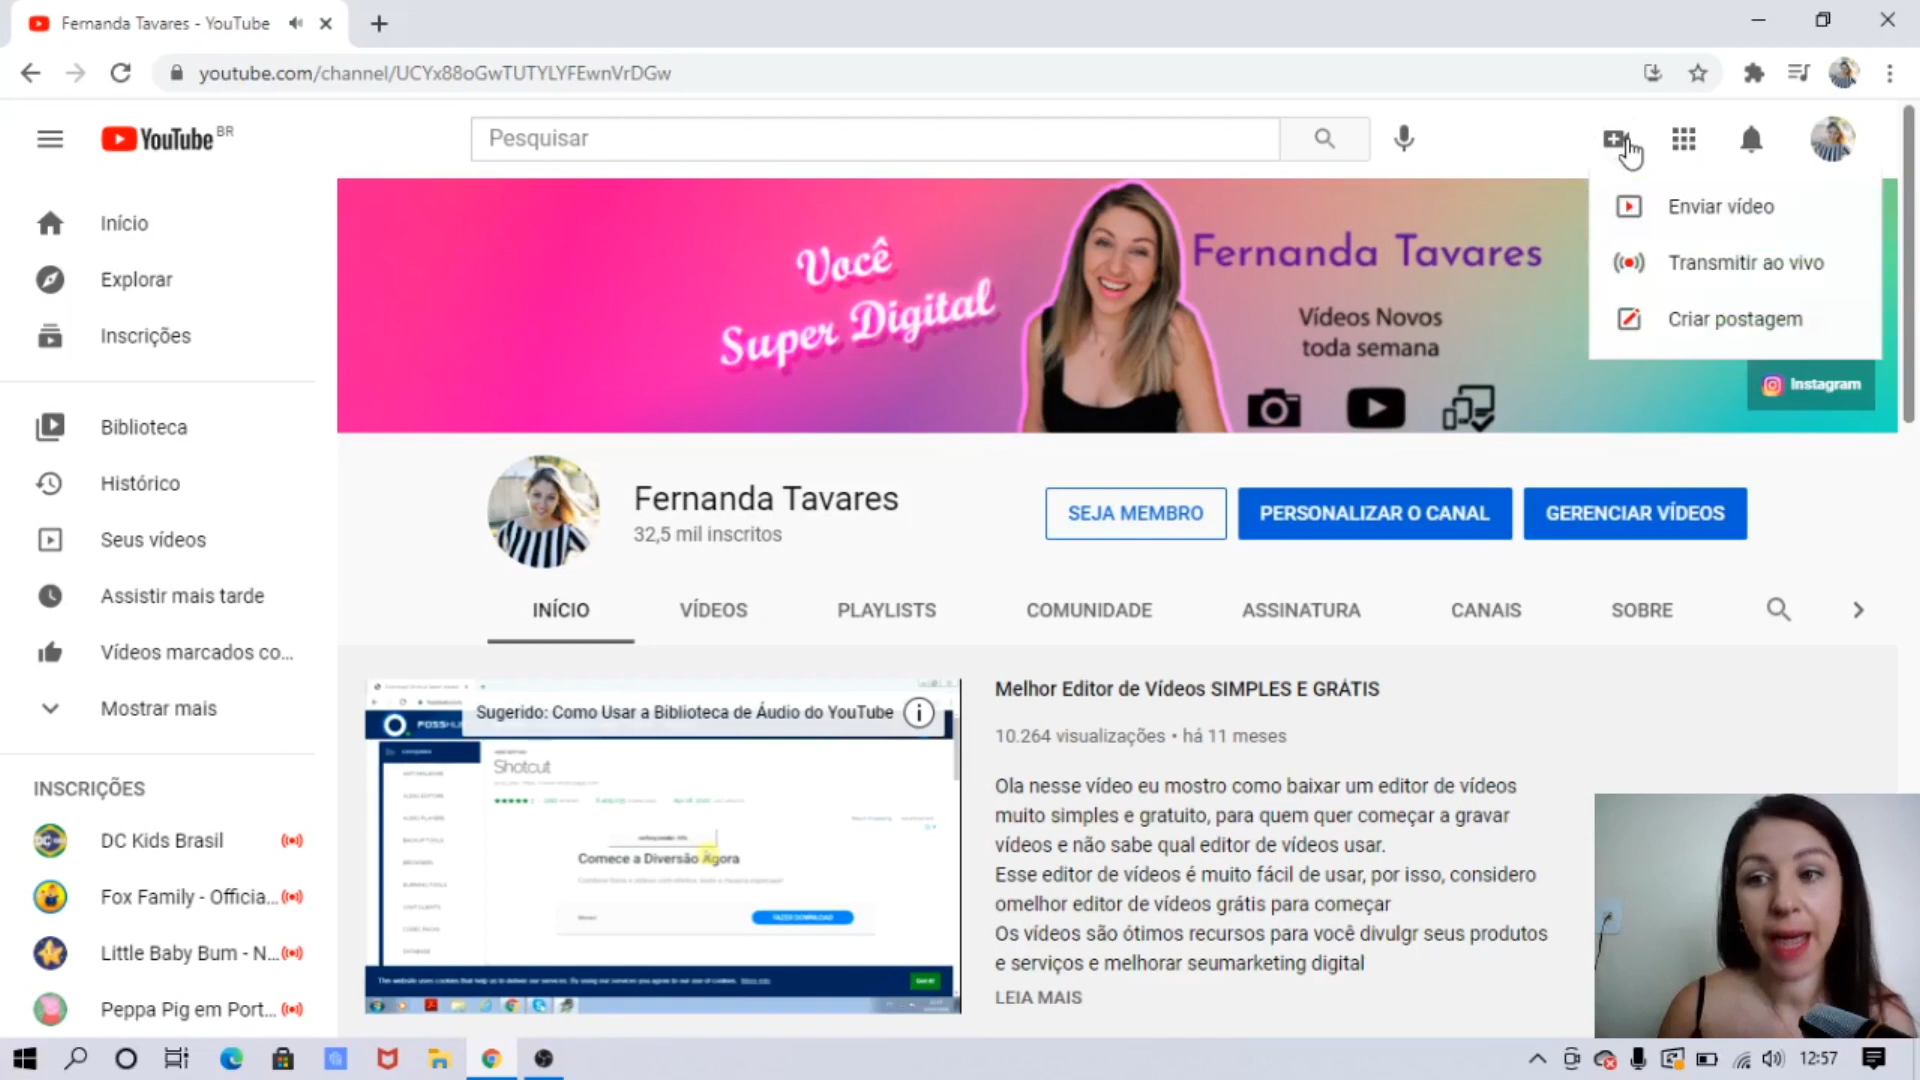 Fernanda Tavares - YouTube
youtube.com/channel/UCYx88oGwTUTYLYFEwnVrDGw
YouTube BR
Pesquisar
Início
Explorar
Inscrições
Biblioteca
Histórico
Seus vídeos
Assistir mais tarde
Vídeos marcados co...
Mostrar mais
INSCRIÇÕES
DC Kids Brasil
Fox Family - Officia...
Little Baby Bum - N...
Peppa Pig em Port...
Você
Super Digital
Fernanda Tavares
Vídeos Novos
toda semana
Enviar vídeo
Transmitir ao vivo
Criar postagem
Instagram
Fernanda Tavares
32,5 mil inscritos
SEJA MEMBRO
PERSONALIZAR O CANAL
GERENCIAR VÍDEOS
INÍCIO
VÍDEOS
PLAYLISTS
COMUNIDADE
ASSINATURA
CANAIS
SOBRE
Sugerido: Como Usar a Biblioteca de Áudio do YouTube
Shotcut
Comece a Diversão Agora
FAZER DOWNLOAD
Melhor Editor de Vídeos SIMPLES E GRÁTIS
10.264 visualizações • há 11 meses
Ola nesse vídeo eu mostro como baixar um editor de vídeos
muito simples e gratuito, para quem quer começar a gravar
vídeos e não sabe qual editor de vídeos usar.
Esse editor de vídeos é muito fácil de usar, por isso, considero
omelhor editor de vídeos grátis para começar
Os vídeos são ótimos recursos para você divulgr seus produtos
e serviços e melhorar seumarketing digital
LEIA MAIS
12:57